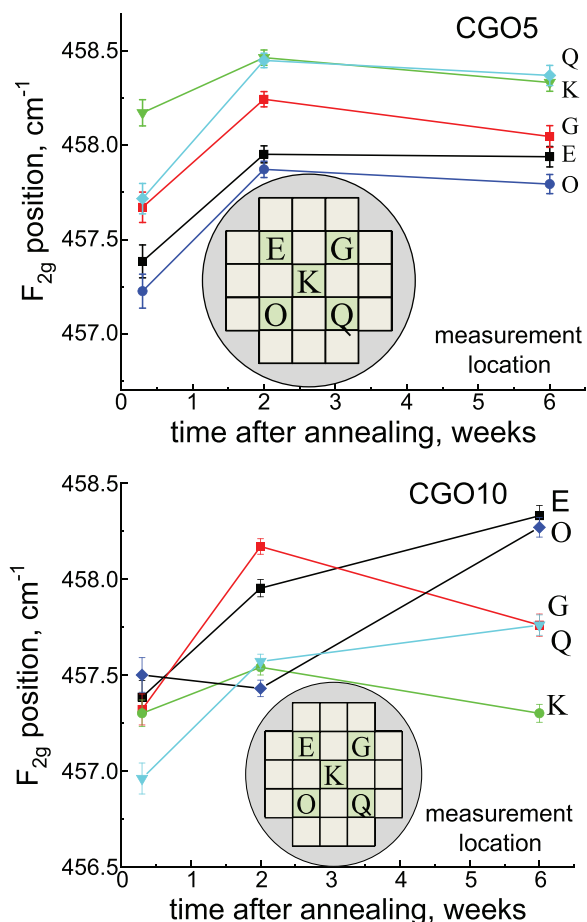 CGO5
458.5
458.0
457.5
457.0
F2g position, cm-1
Q
K
G
E
O
E G
K
O Q
measurement
location
0 1 2 3 4 5 6
time after annealing, weeks
CGO10
458.5
458.0
457.5
457.0
456.5
F2g position, cm-1
E
O
G
Q
K
E G
K
O Q
measurement
location
0 1 2 3 4 5 6
time after annealing, weeks